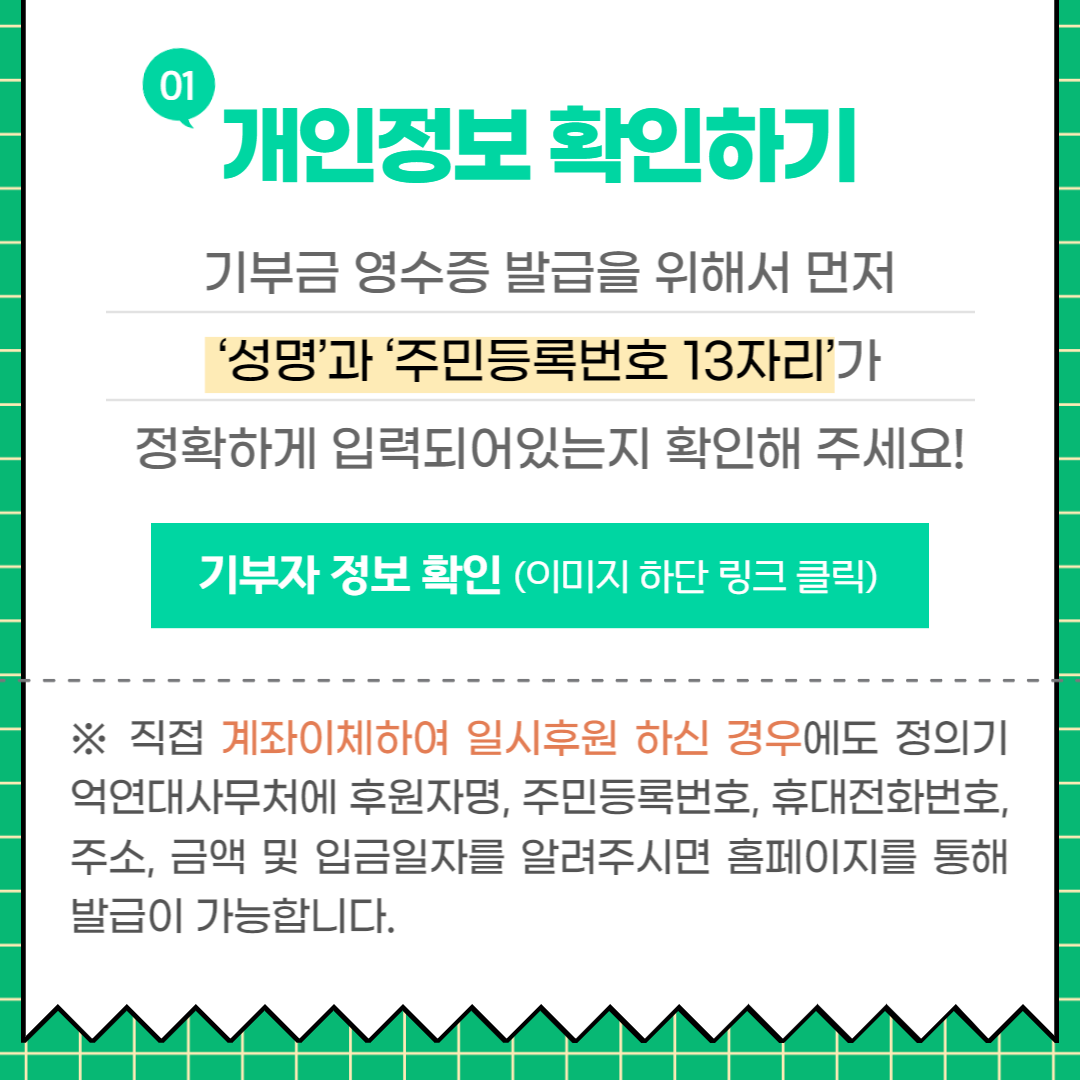 01
개인정보 확인하기
기부금 영수증 발급을 위해서 먼저
‘성명’과 ‘주민등록번호 13자리’가
정확하게 입력되어있는지 확인해 주세요!
기부자 정보 확인 (이미지 하단 링크 클릭)
※ 직접 계좌이체하여 일시후원 하신 경우에도 정의기
억연대사무처에 후원자명, 주민등록번호, 휴대전화번호,
주소, 금액 및 입금일자를 알려주시면 홈페이지를 통해
발급이 가능합니다.